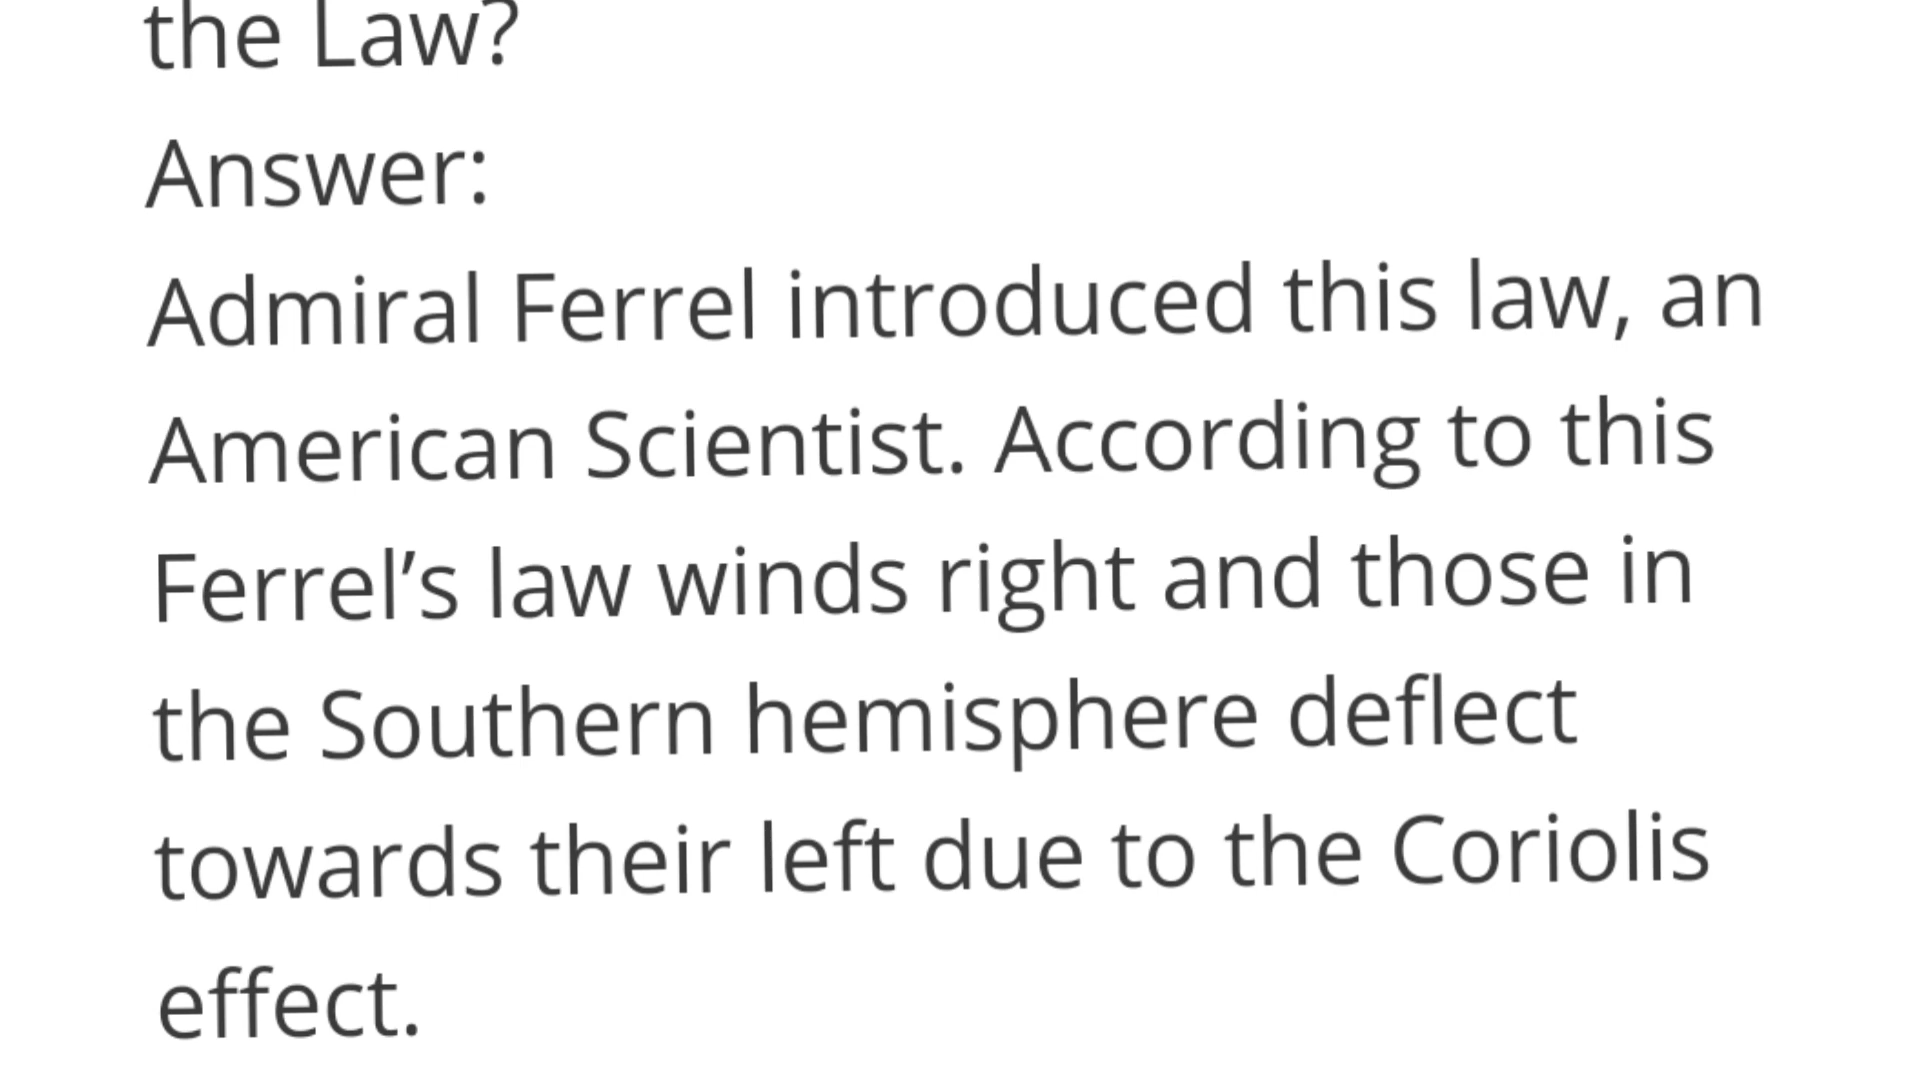 the Law?
Answer:
Admiral Ferrel introduced this law, an
American Scientist. According to this
Ferrel’s law winds right and those in
the Southern hemisphere deflect
towards their left due to the Coriolis
effect.